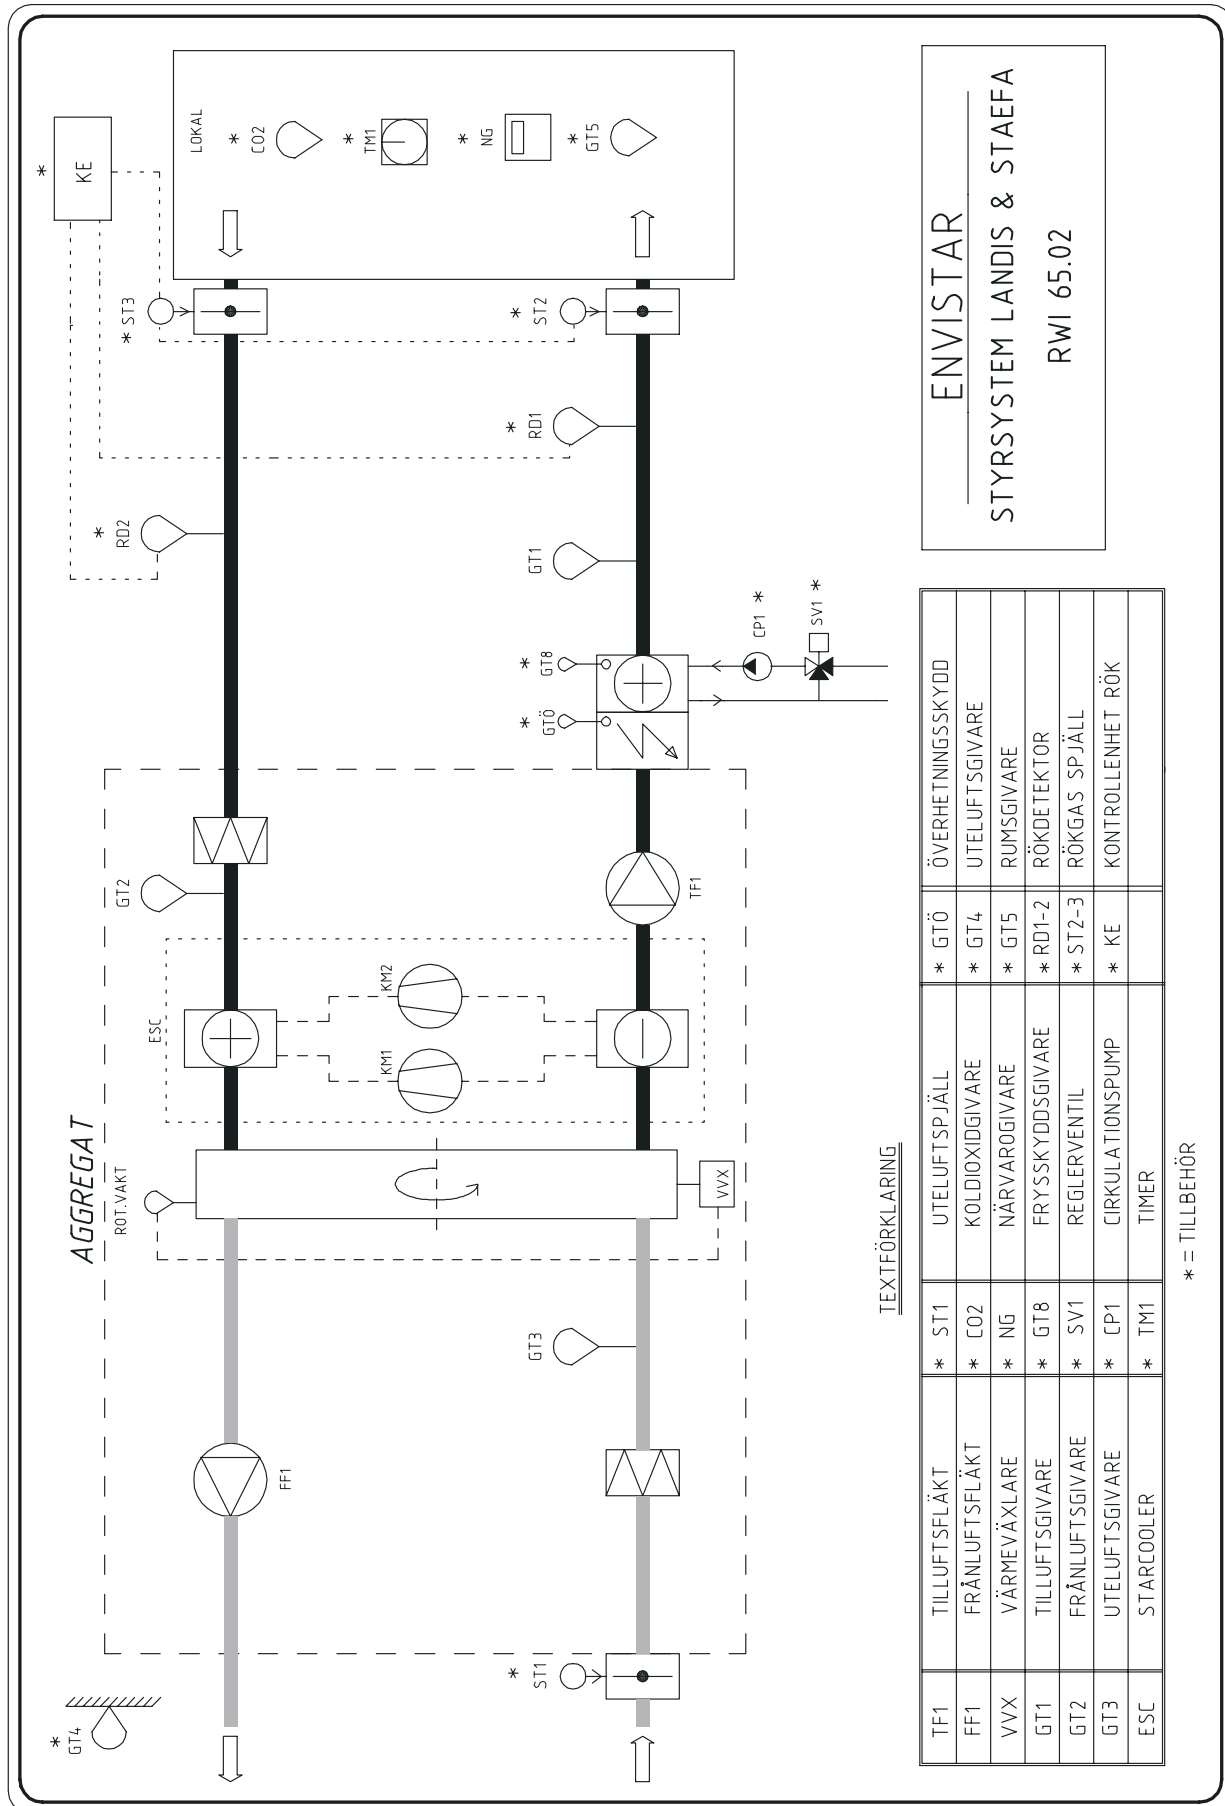 * GT4
AGGREGAT
ROT.VAKT
ESC
GT2
* RD2
* ST3
* KE
LOKAL
* CO2
* TM1
* NG
* GT5
FF1
KM1
KM2
* ST1
GT3
VVX
TF1
* GTÖ
* GT8
GT1
* RD1
* ST2
CP1 *
SV1 *
TEXTFÖRKLARING
TF1 TILLUFTSFLÄKT * ST1 UTELUFTSPJÄLL * GTÖ ÖVERHETNINGSSKYDD
FF1 FRÅNLUFTSFLÄKT * CO2 KOLDIOXIDGIVARE * GT4 UTELUFTSGIVARE
VVX VÄRMEVÄXLARE * NG NÄRVAROGIVARE * GT5 RUMSGIVARE
GT1 TILLUFTSGIVARE * GT8 FRYSSKYDDSGIVARE * RD1-2 RÖKDETEKTOR
GT2 FRÅNLUFTSGIVARE * SV1 REGLERVENTIL * ST2-3 RÖKGAS SPJÄLL
GT3 UTELUFTSGIVARE * CP1 CIRKULATIONSPUMP * KE KONTROLLENHET RÖK
ESC STARCOOLER * TM1 TIMER
* = TILLBEHÖR
ENVISTAR
STYRSYSTEM LANDIS & STAEFA
RWI 65.02